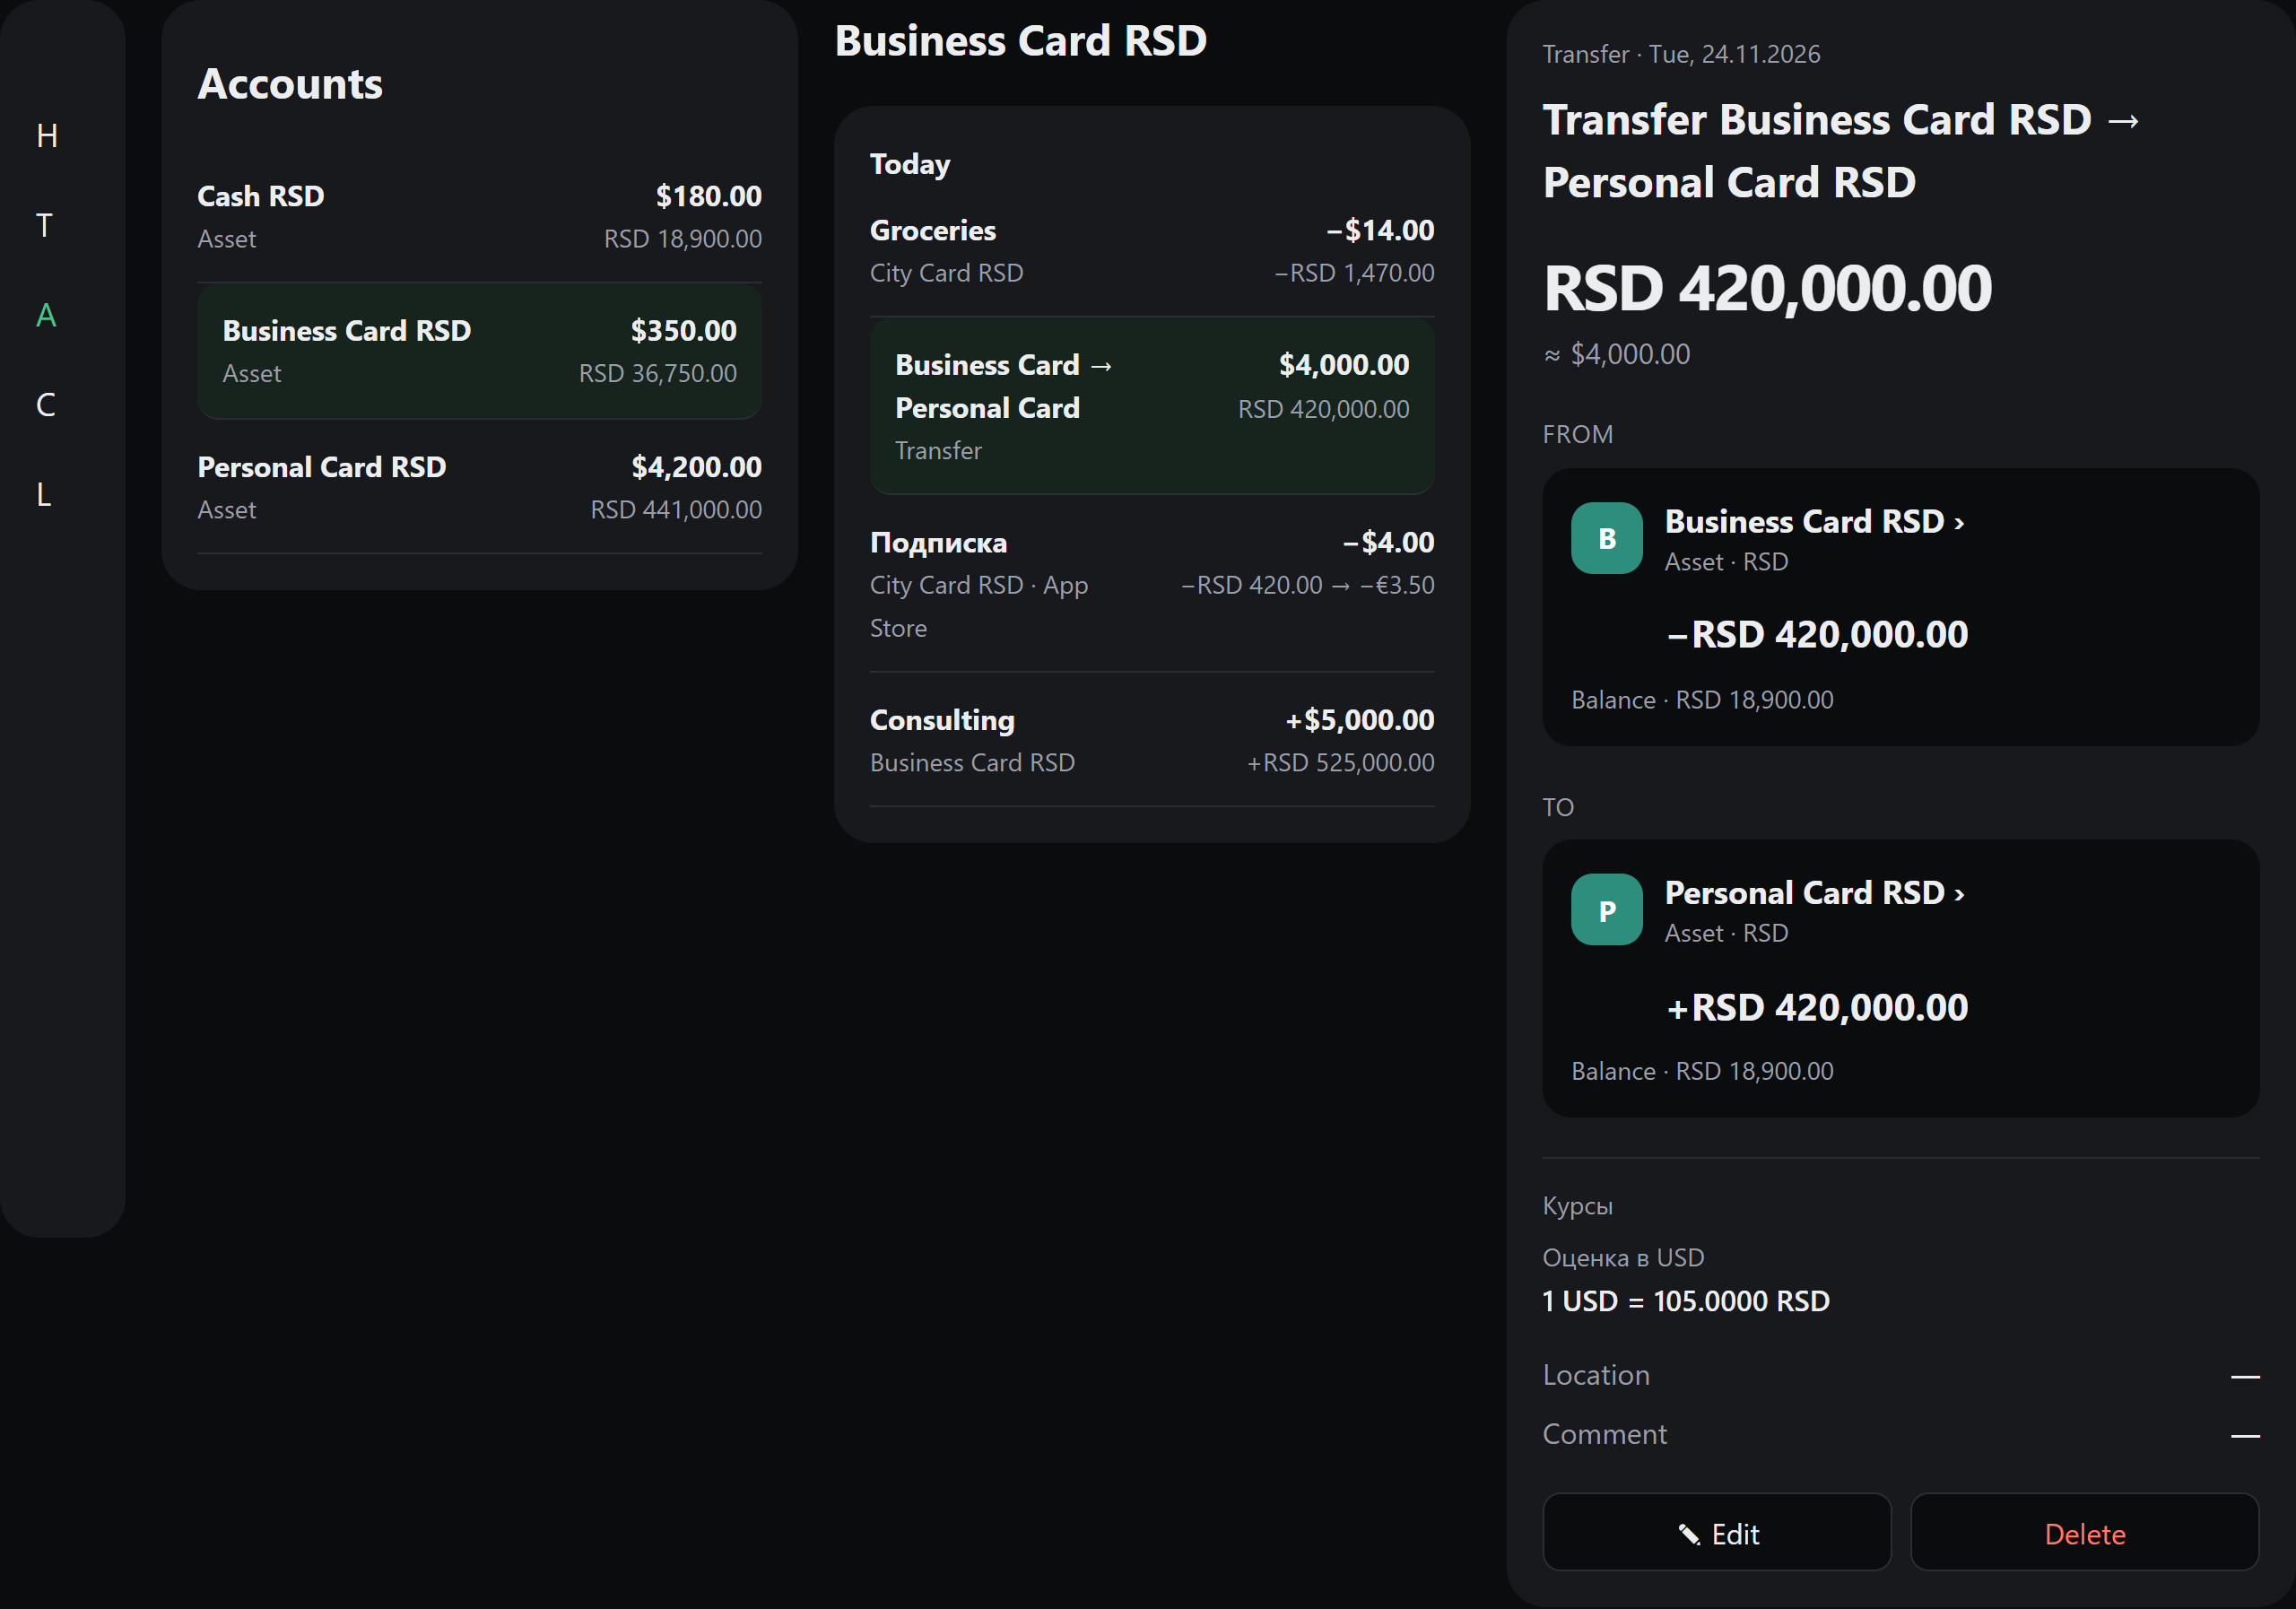 H
T
A
C
L
Accounts
Cash RSD $180.00
Asset RSD 18,900.00
Business Card RSD $350.00
Asset RSD 36,750.00
Personal Card RSD $4,200.00
Asset RSD 441,000.00
Business Card RSD
Today
Groceries −$14.00
City Card RSD −RSD 1,470.00
Business Card → $4,000.00
Personal Card RSD 420,000.00
Transfer
Подписка −$4.00
City Card RSD · App −RSD 420.00 → −€3.50
Store
Consulting +$5,000.00
Business Card RSD +RSD 525,000.00
Transfer · Tue, 24.11.2026
Transfer Business Card RSD →
Personal Card RSD
RSD 420,000.00
≈ $4,000.00
FROM
B
Business Card RSD ›
Asset · RSD
−RSD 420,000.00
Balance · RSD 18,900.00
TO
P
Personal Card RSD ›
Asset · RSD
+RSD 420,000.00
Balance · RSD 18,900.00
Курсы
Оценка в USD
1 USD = 105.0000 RSD
Location —
Comment —
✎ Edit
Delete